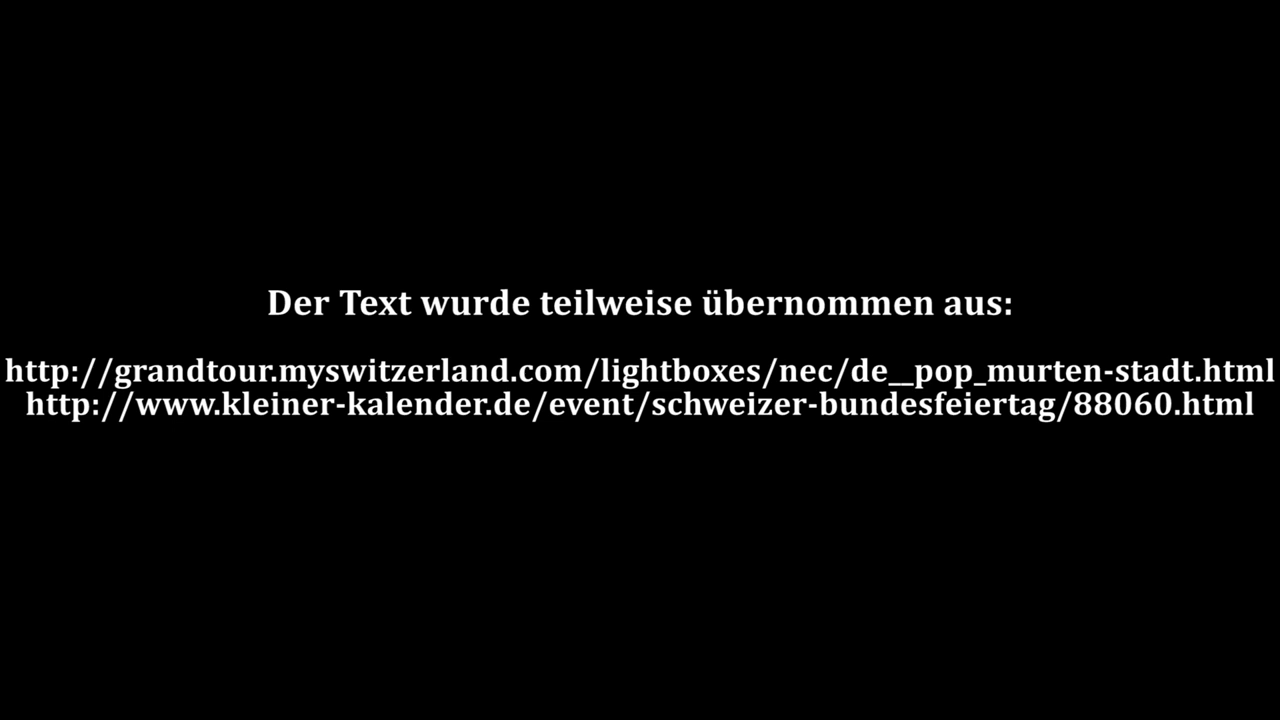 Der Text wurde teilweise übernommen aus:
http://grandtour.myswitzerland.com/lightboxes/nec/de__pop_murten-stadt.html
http://www.kleiner-kalender.de/event/schweizer-bundesfeiertag/88060.html